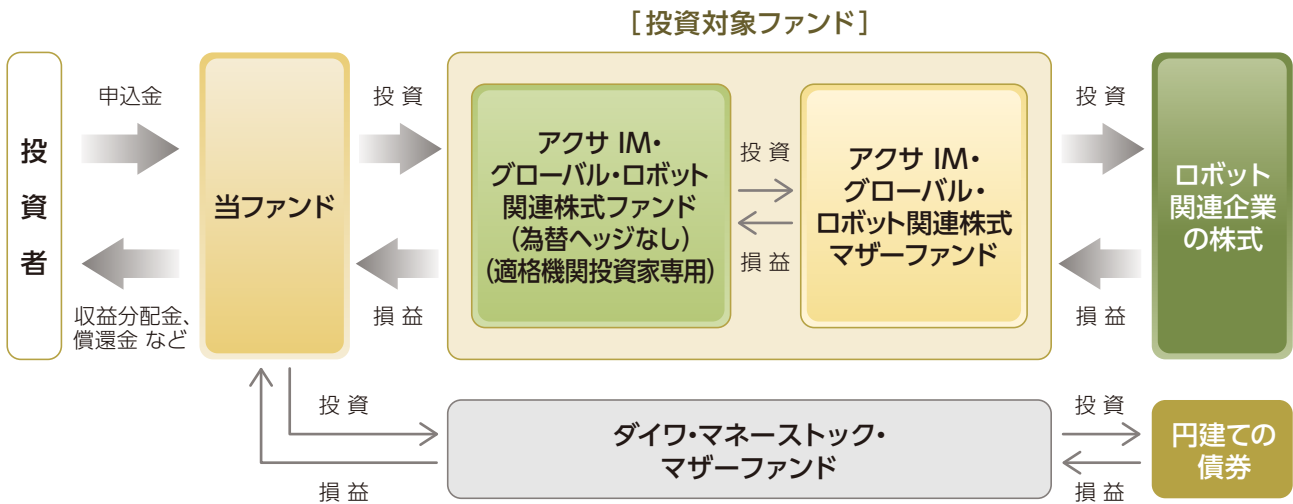 [投資対象ファンド]
投資者
申込金
収益分配金、
償還金 など
当ファンド
投 資
損 益
アクサ IM・
グローバル・ロボット
関連株式ファンド
(為替ヘッジなし)
(適格機関投資家専用)
投 資
損 益
アクサ IM・
グローバル・
ロボット関連株式
マザーファンド
投 資
損 益
ロボット
関連企業
の株式
投 資
損 益
ダイワ・マネーストック・
マザーファンド
投 資
損 益
円建ての
債券